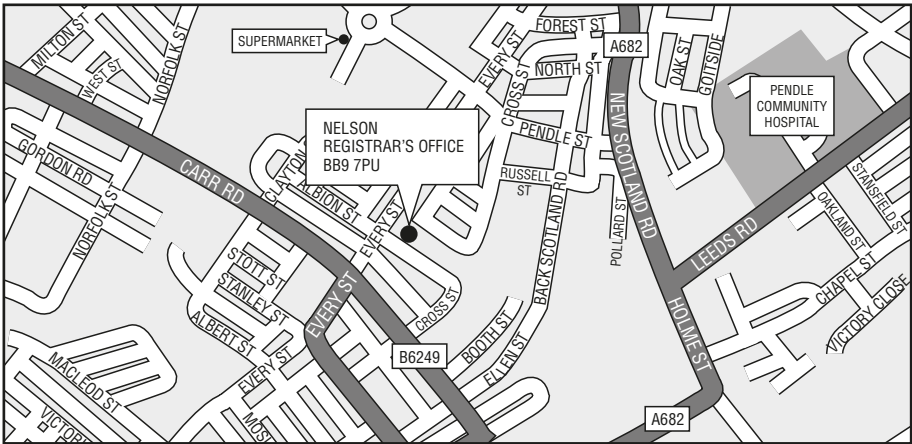 FOREST ST
A682
MILTON ST
NORFOLK ST
SUPERMARKET
EVERY ST
CROSS ST
NORTH ST
OAK ST
GOITSIDE
WEST ST
PENDLE
COMMUNITY
HOSPITAL
NELSON
REGISTRAR'S OFFICE
BB9 7PU
NEW SCOTLAND RD
PENDLE ST
GORDON RD
CARR RD
CLAYTON
ALBION ST
RUSSELL
ST
BACK SCOTLAND RD
STANSFIELD ST
OAKLAND ST
NORFOLK ST
EVERY ST
POLLARD ST
LEEDS RD
STOTT ST
STANLEY ST
ALBERT ST
EVERY ST
CROSS ST
CHAPEL ST
VICTORY CLOSE
HOLME ST
BOOTH ST
ELLEN ST
B6249
MACLEOD ST
EVERY ST
A682